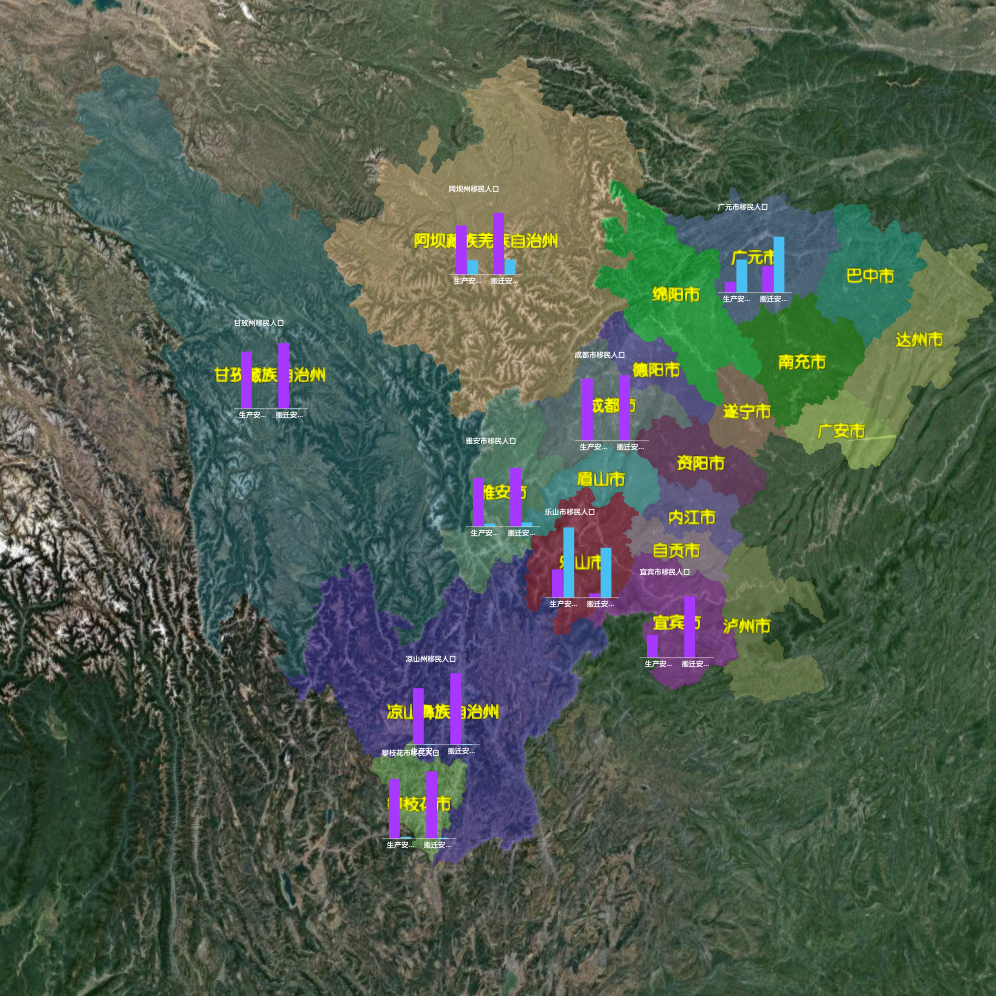 阿坝州移民人口
阿坝藏族羌族自治州
生产安...
搬迁安...
广元市移民人口
广元市
生产安...
搬迁安...
巴中市
绵阳市
达州市
甘孜州移民人口
甘孜藏族自治州
生产安...
搬迁安...
成都市移民人口
德阳市
南充市
成都市
遂宁市
广安市
生产安...
搬迁安...
雅安市移民人口
资阳市
眉山市
雅安市
生产安...
搬迁安...
乐山市移民人口
内江市
自贡市
乐山市
宜宾市移民人口
生产安...
搬迁安...
宜宾市
泸州市
生产安...
搬迁安...
凉山州移民人口
凉山彝族自治州
生产安...
搬迁安...
攀枝花市移民人口
攀枝花市
生产安...
搬迁安...